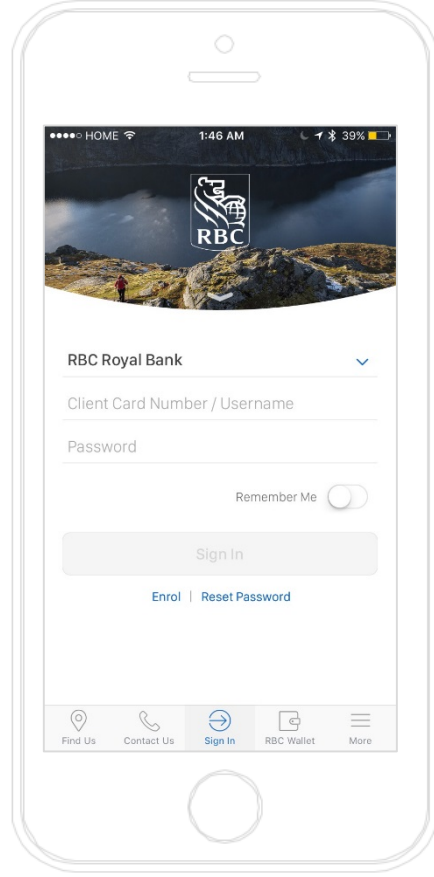 HOME 1:46 AM 39%
RBC
RBC Royal Bank
Client Card Number / Username
Password
Remember Me
Sign In
Enrol | Reset Password
Find Us Contact Us Sign In RBC Wallet More